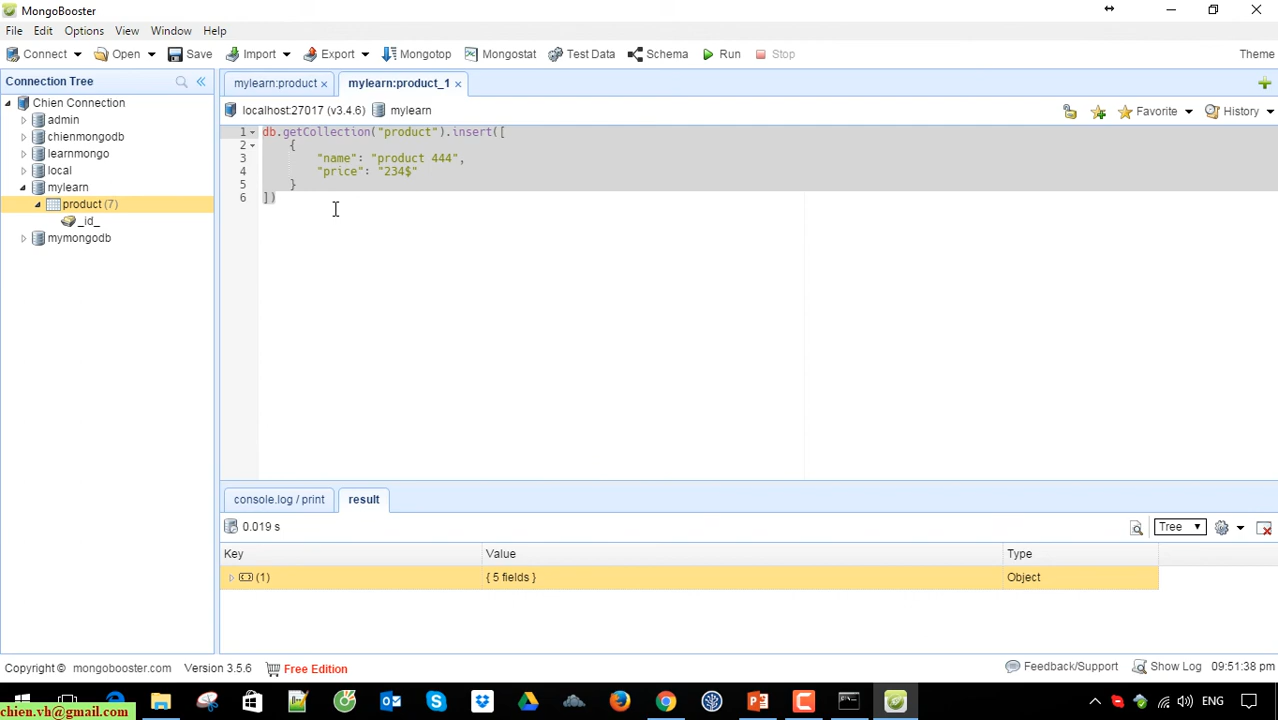 MongoBooster
File Edit Options View Window Help
Connect Open Save Import Export Mongotop Mongostat Test Data Schema Run Stop Theme
Connection Tree
mylearn:product mylearn:product_1
Chien Connection
admin
chienmongodb
learnmongo
local
mylearn
product (7)
_id_
mymongodb
localhost:27017 (v3.4.6) mylearn Favorite History
1 db.getCollection("product").insert([
2 {
3 "name": "product 444",
4 "price": "234$"
5 }
6 ])
console.log / print result
0.019 s Tree
Key Value Type
(1) { 5 fields } Object
Copyright © mongobooster.com Version 3.5.6 Free Edition Feedback/Support Show Log 09:51:38 pm
ENG
chien.vh@gmail.com